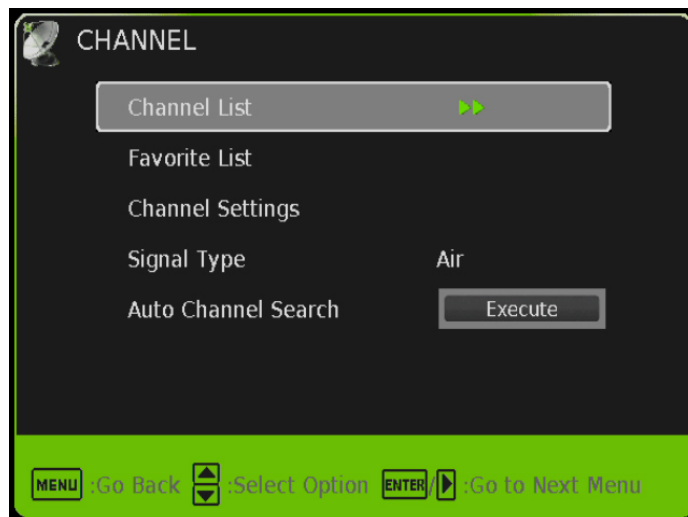 CHANNEL
Channel List
Favorite List
Channel Settings
Signal Type Air
Auto Channel Search Execute
MENU :Go Back :Select Option ENTER/ :Go to Next Menu